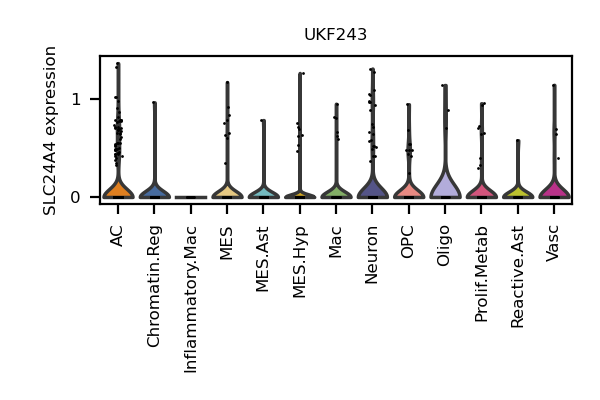 UKF243
SLC24A4 expression
1
0
AC
Chromatin.Reg
Inflammatory.Mac
MES
MES.Ast
MES.Hyp
Mac
Neuron
OPC
Oligo
Prolif.Metab
Reactive.Ast
Vasc